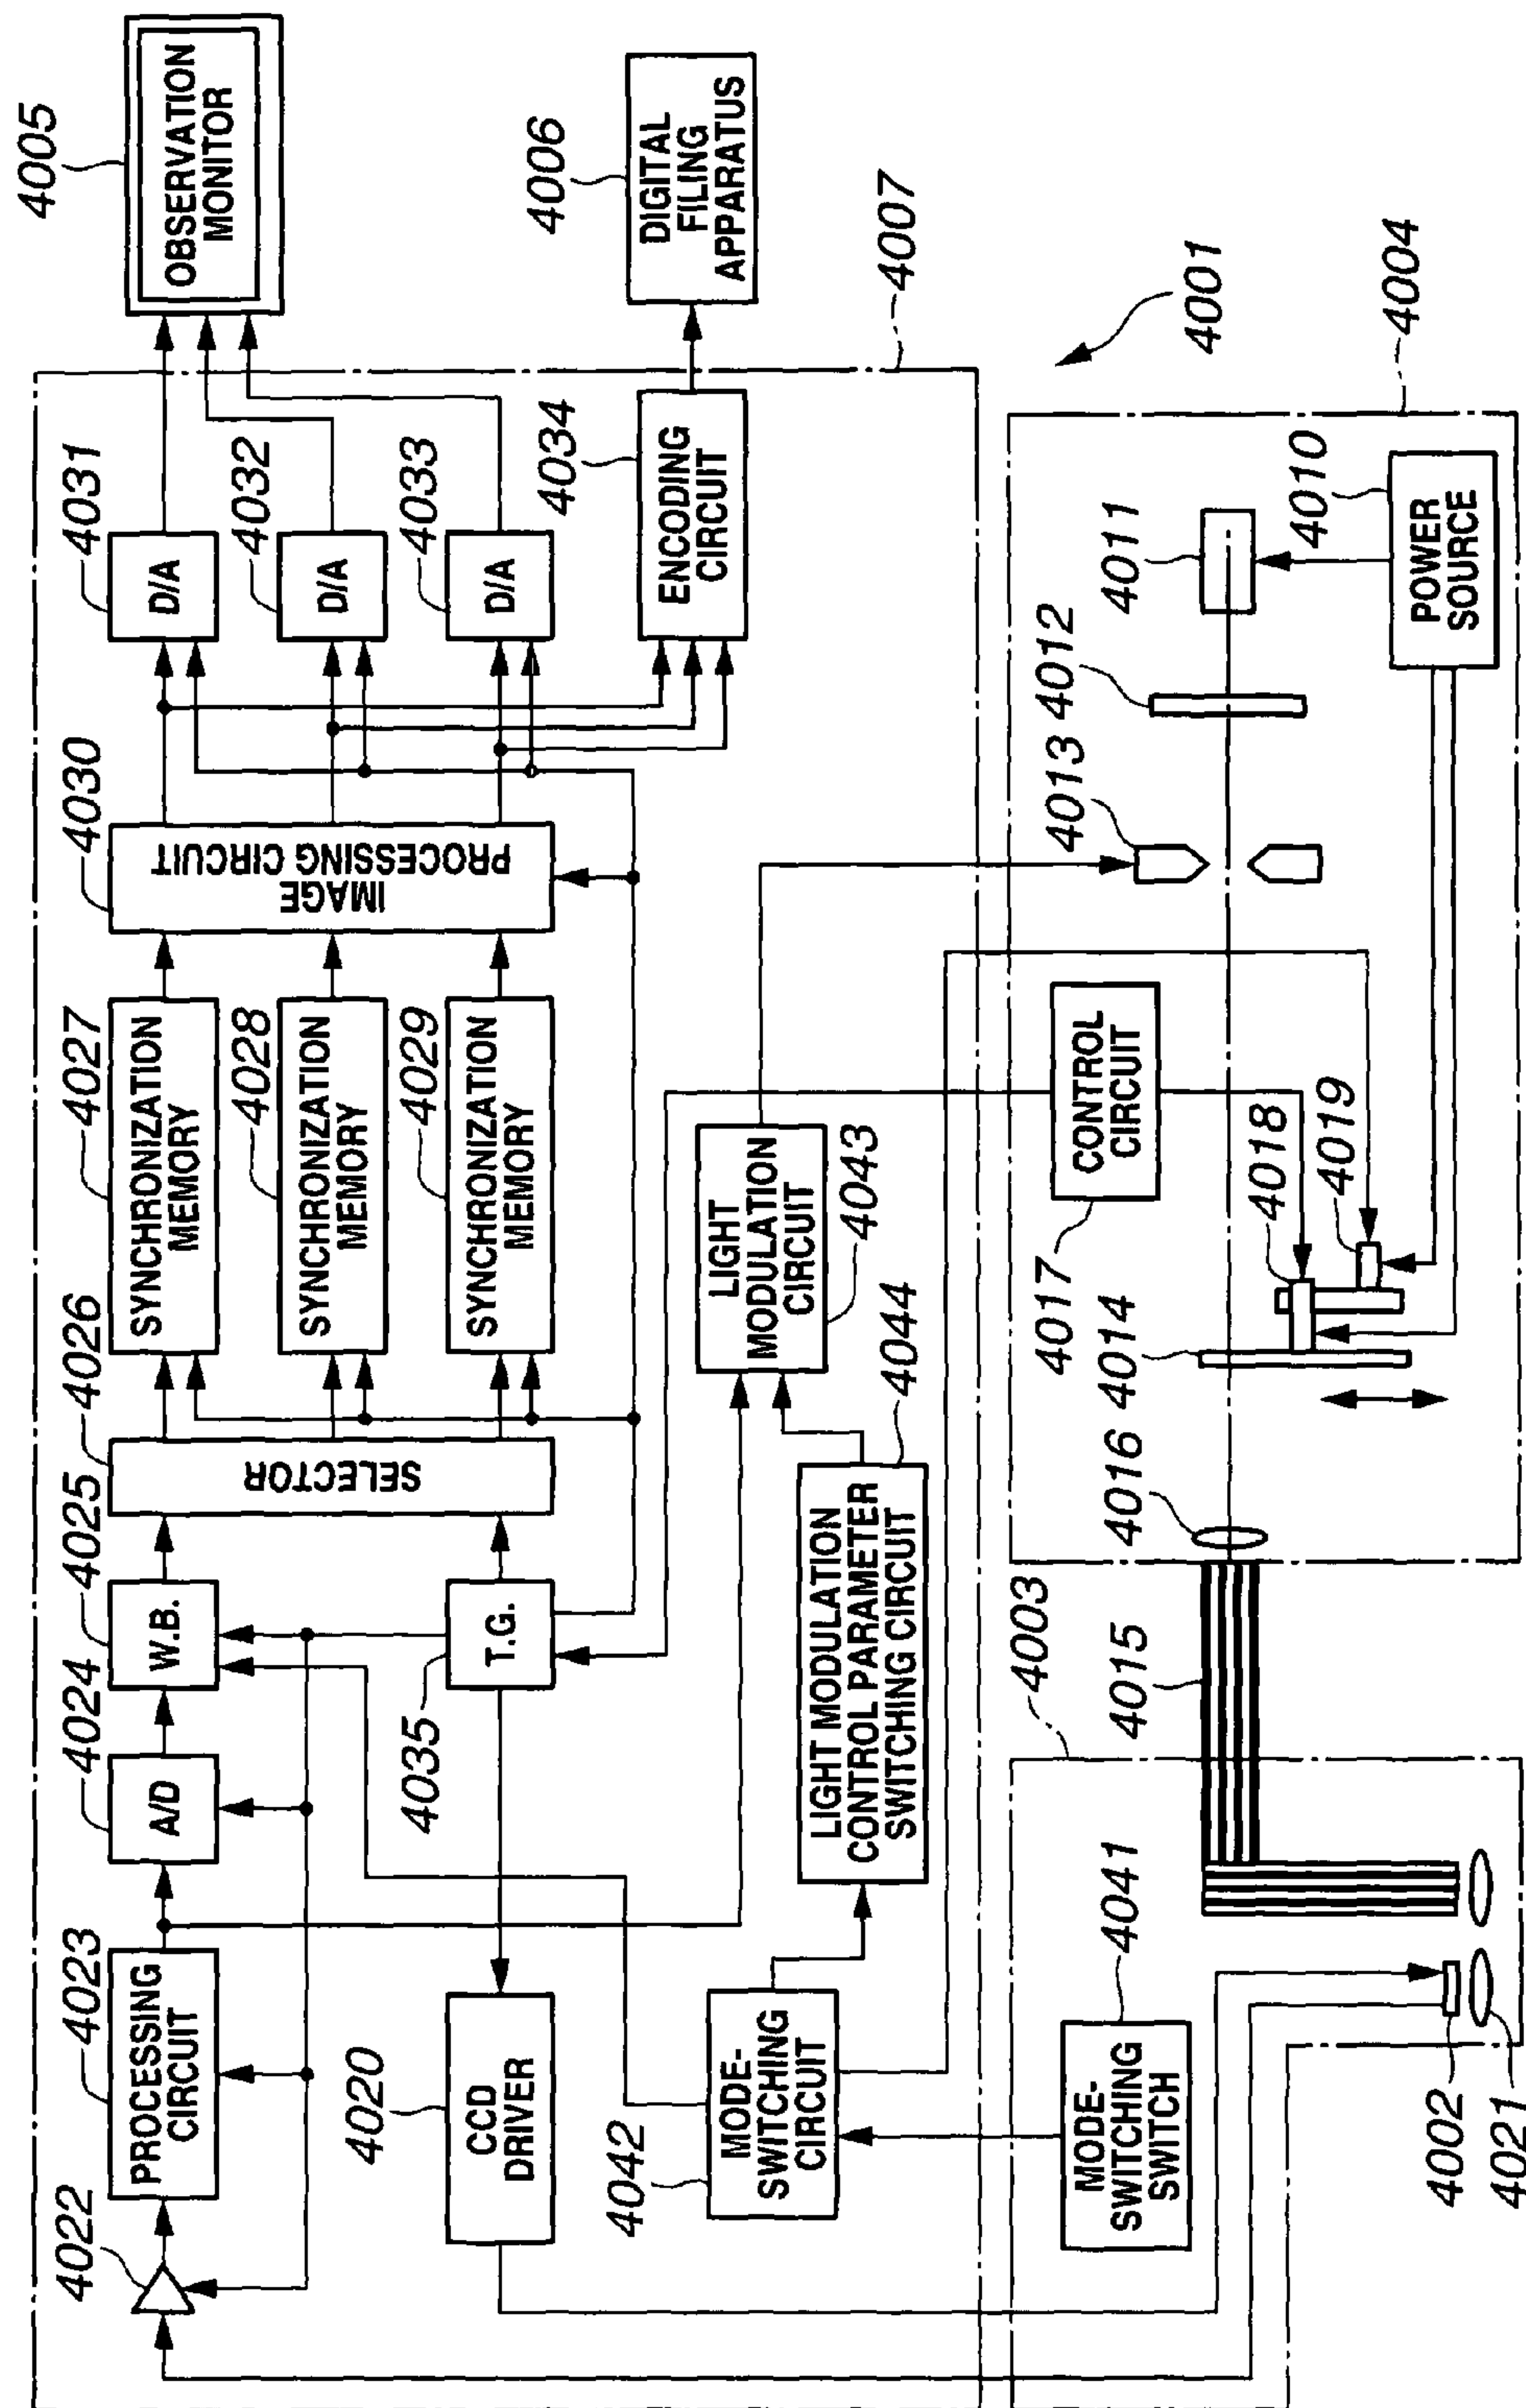 4001
4005
OBSERVATION
MONITOR
4006
DIGITAL
FILING
APPARATUS
4007
4022
4023
PROCESSING
CIRCUIT
4024
A/D
4025
W.B.
4026
SELECTOR
4027
SYNCHRONIZATION
MEMORY
4028
SYNCHRONIZATION
MEMORY
4029
SYNCHRONIZATION
MEMORY
4030
IMAGE
PROCESSING CIRCUIT
4031
D/A
4032
D/A
4033
D/A
4034
ENCODING
CIRCUIT
4020
CCD
DRIVER
4035
T.G.
4042
MODE-
SWITCHING
CIRCUIT
LIGHT MODULATION
CONTROL PARAMETER
SWITCHING CIRCUIT
4044
LIGHT
MODULATION
CIRCUIT
4043
4003
MODE-
SWITCHING
SWITCH
4041
4002
4021
4015
4004
4016
4014
4017
CONTROL
CIRCUIT
4018
4019
4013
4012
4011
4010
POWER
SOURCE